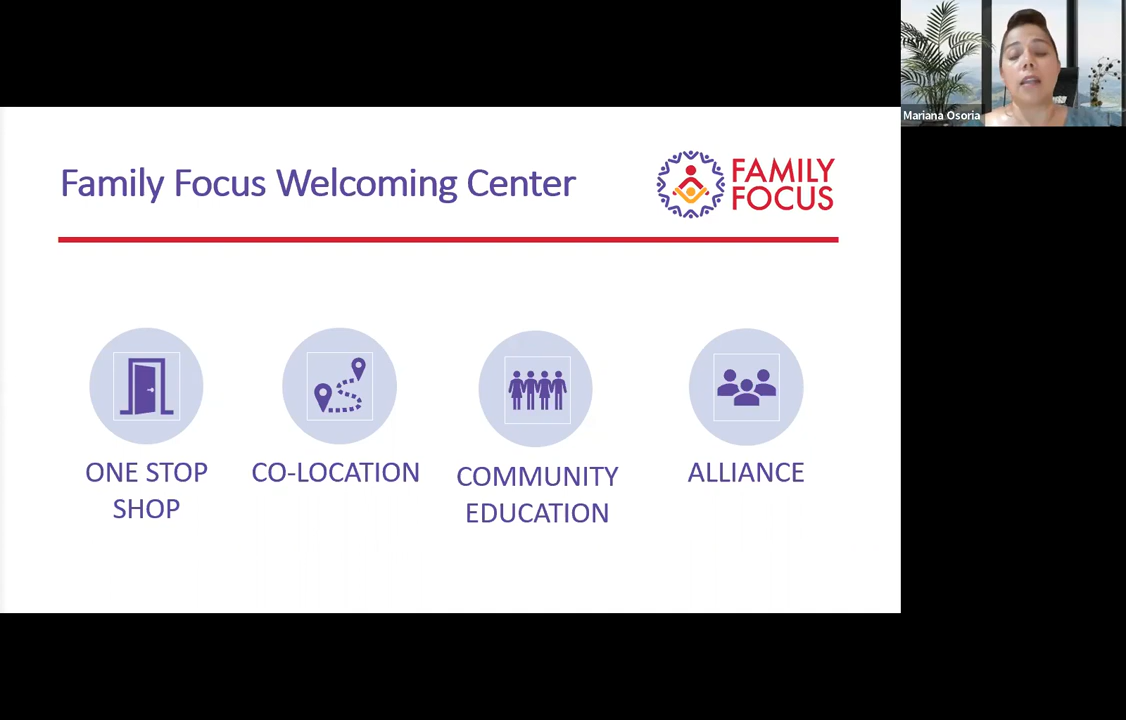 Mariana Osoria
Family Focus Welcoming Center
FAMILY
FOCUS
ONE STOP
SHOP
CO-LOCATION
COMMUNITY
EDUCATION
ALLIANCE